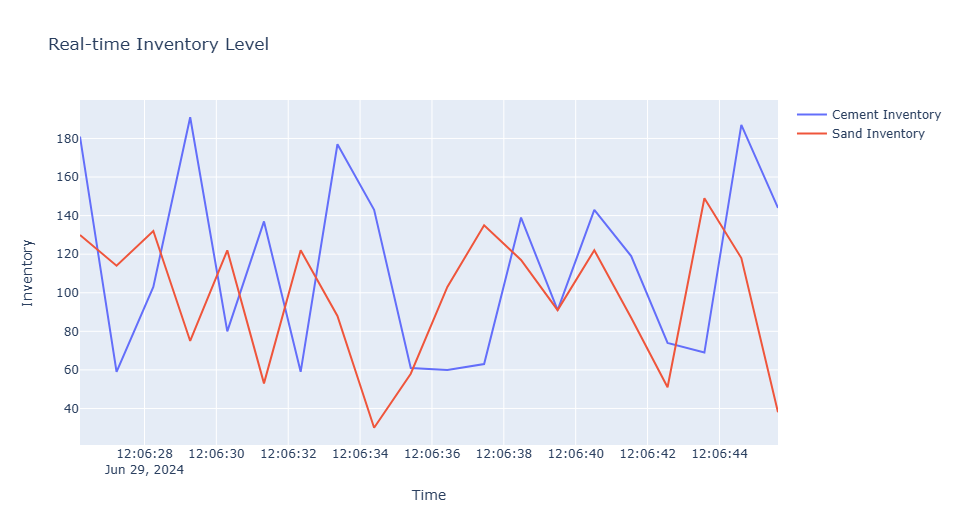 Real-time Inventory Level
Cement Inventory
Sand Inventory
Inventory
180
160
140
120
100
80
60
40
12:06:28 12:06:30 12:06:32 12:06:34 12:06:36 12:06:38 12:06:40 12:06:42 12:06:44
Jun 29, 2024
Time